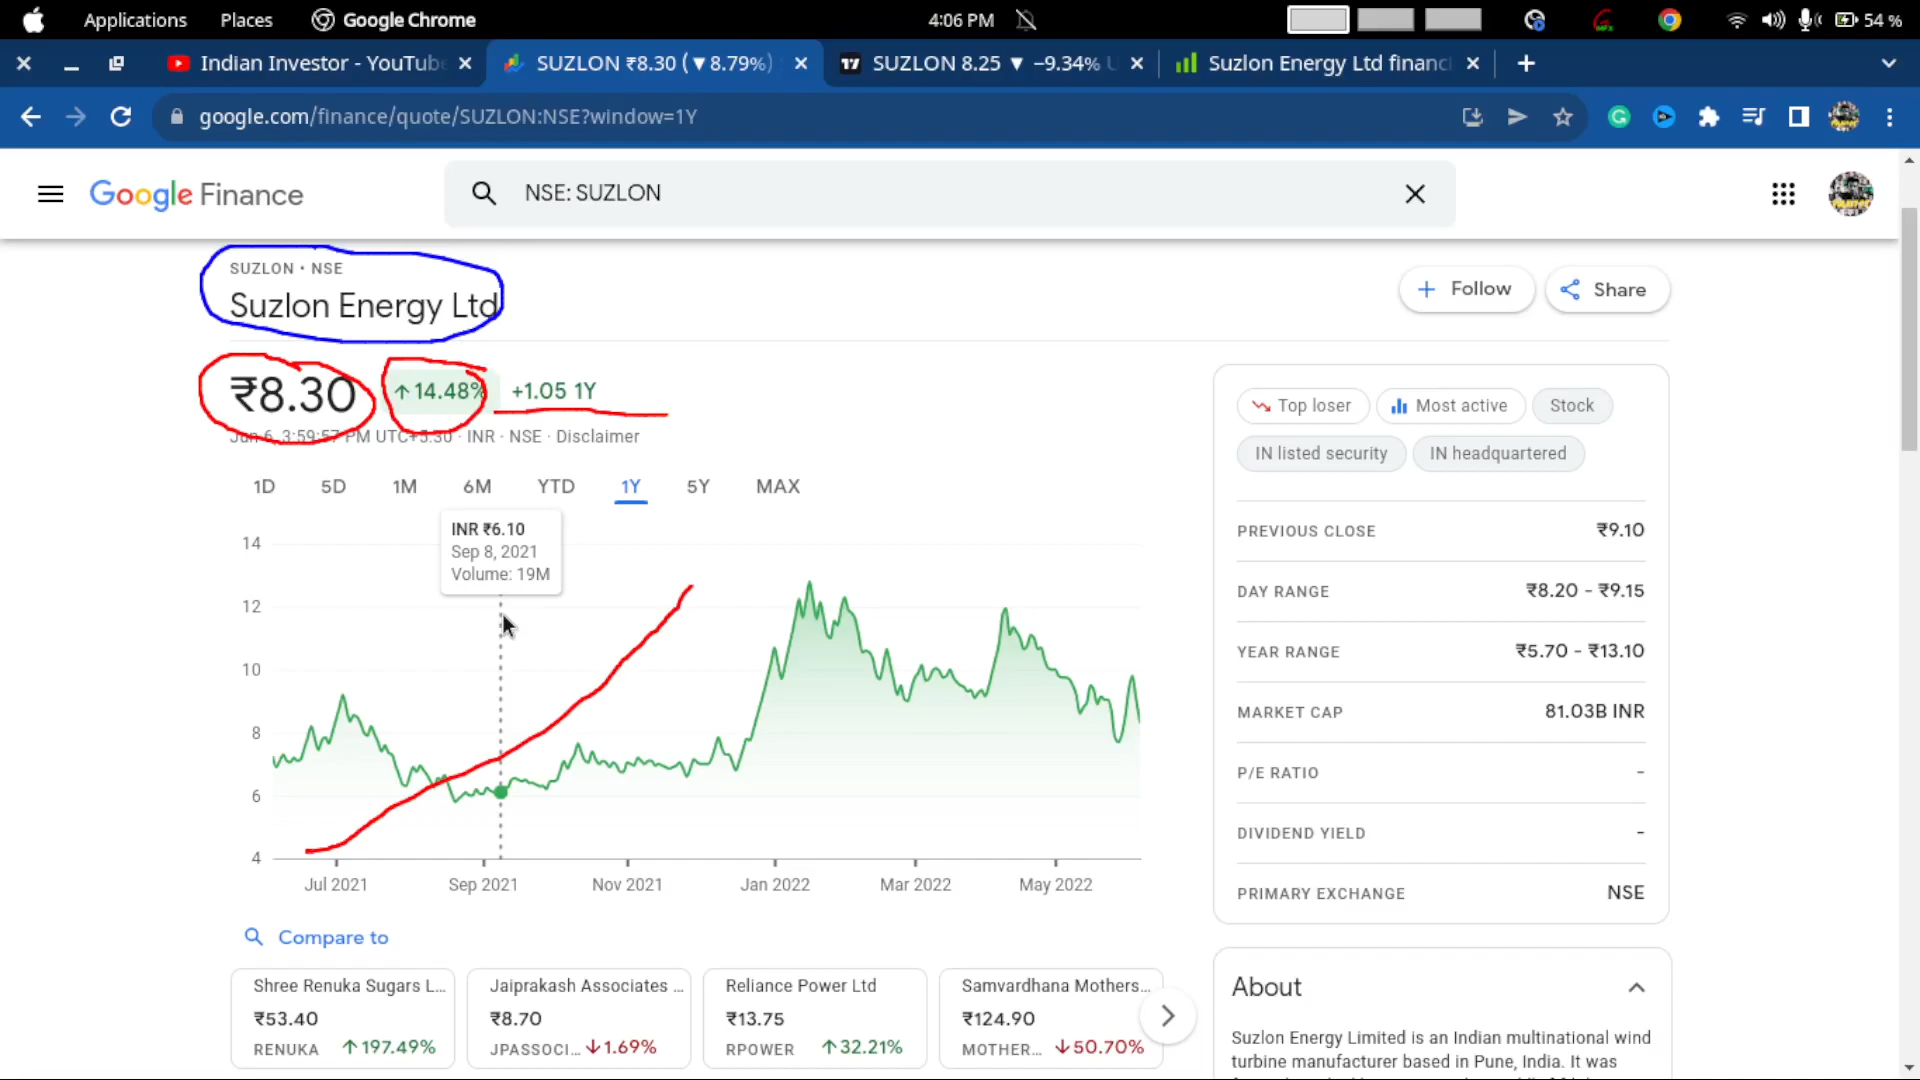 Applications Places Google Chrome 4:06 PM 54 %
Indian Investor - YouTube SUZLON ₹8.30 (▼8.79%) SUZLON 8.25 ▼ −9.34% Suzlon Energy Ltd financ
google.com/finance/quote/SUZLON:NSE?window=1Y
Google Finance NSE: SUZLON
SUZLON • NSE
Suzlon Energy Ltd
Follow Share
₹8.30 ↑14.48% +1.05 1Y
Jun 6, 3:59:57 PM UTC+5:30 · INR · NSE · Disclaimer
1D 5D 1M 6M YTD 1Y 5Y MAX
INR ₹6.10
Sep 8, 2021
Volume: 19M
14
12
10
8
6
4
Jul 2021 Sep 2021 Nov 2021 Jan 2022 Mar 2022 May 2022
Top loser Most active Stock
IN listed security IN headquartered
PREVIOUS CLOSE ₹9.10
DAY RANGE ₹8.20 - ₹9.15
YEAR RANGE ₹5.70 - ₹13.10
MARKET CAP 81.03B INR
P/E RATIO -
DIVIDEND YIELD -
PRIMARY EXCHANGE NSE
Compare to
Shree Renuka Sugars L...
₹53.40
RENUKA ↑197.49%
Jaiprakash Associates ...
₹8.70
JPASSOCI... ↓1.69%
Reliance Power Ltd
₹13.75
RPOWER ↑32.21%
Samvardhana Mothers...
₹124.90
MOTHER... ↓50.70%
About
Suzlon Energy Limited is an Indian multinational wind
turbine manufacturer based in Pune, India. It was